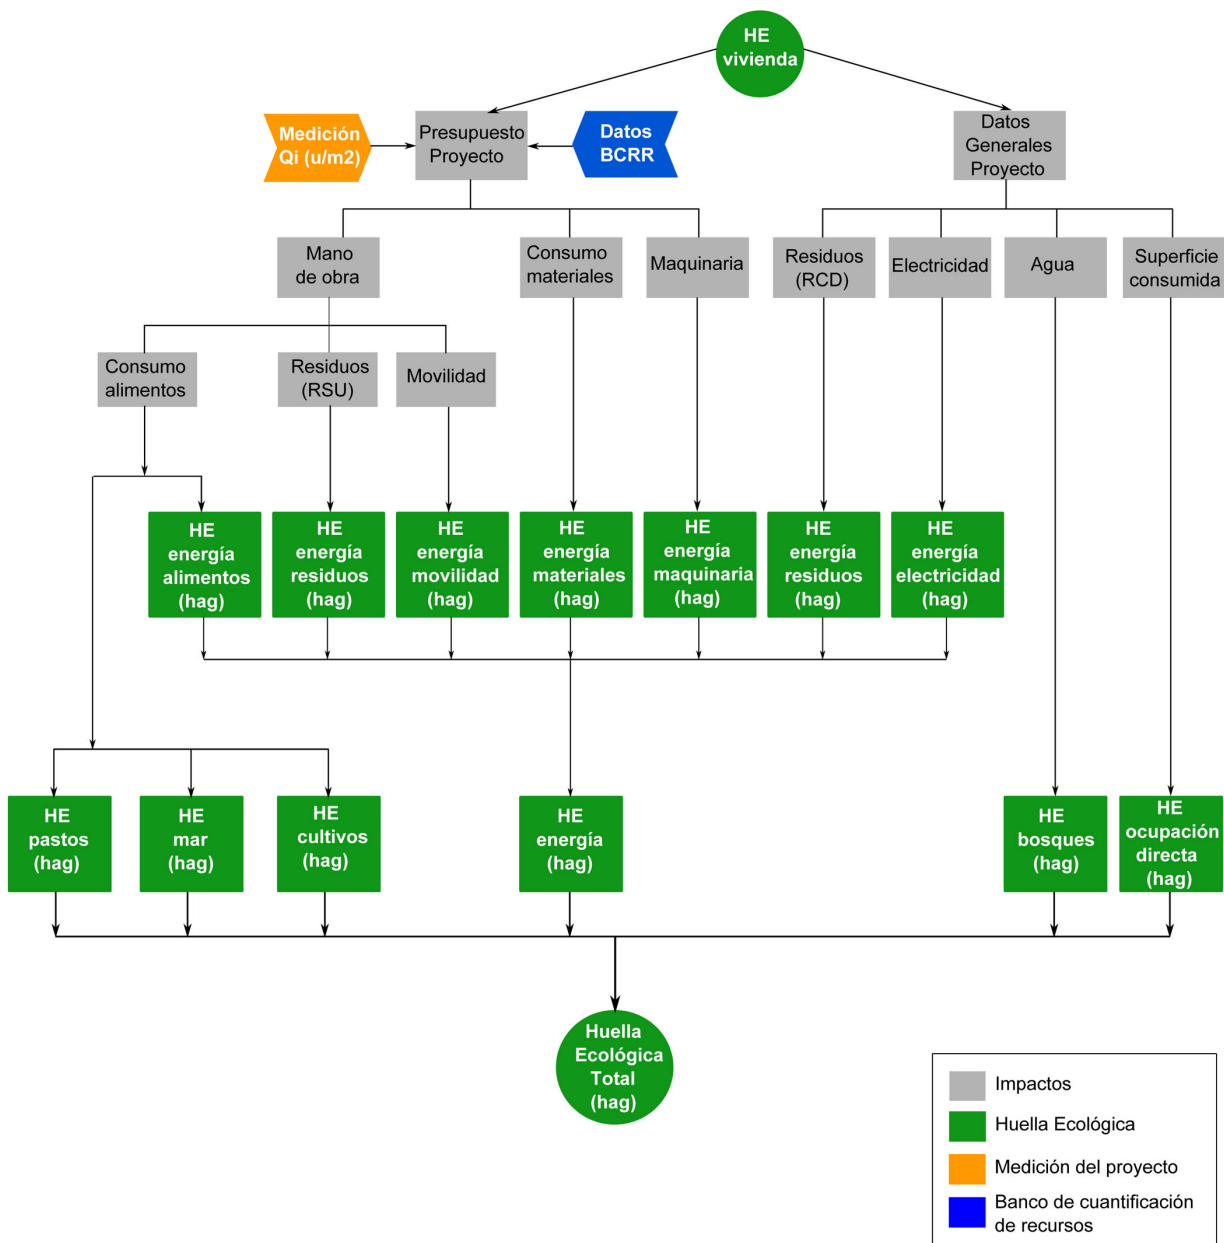 HE
vivienda
Medición
Qi (u/m2)
Presupuesto
Proyecto
Datos
BCRR
Datos
Generales
Proyecto
Mano
de obra
Consumo
materiales
Maquinaria
Residuos
(RCD)
Electricidad
Agua
Superficie
consumida
Consumo
alimentos
Residuos
(RSU)
Movilidad
HE
energía
alimentos
(hag)
HE
energía
residuos
(hag)
HE
energía
movilidad
(hag)
HE
energía
materiales
(hag)
HE
energía
maquinaria
(hag)
HE
energía
residuos
(hag)
HE
energía
electricidad
(hag)
HE
pastos
(hag)
HE
mar
(hag)
HE
cultivos
(hag)
HE
energía
(hag)
HE
bosques
(hag)
HE
ocupación
directa
(hag)
Huella
Ecológica
Total
(hag)
Impactos
Huella Ecológica
Medición del proyecto
Banco de cuantificación
de recursos